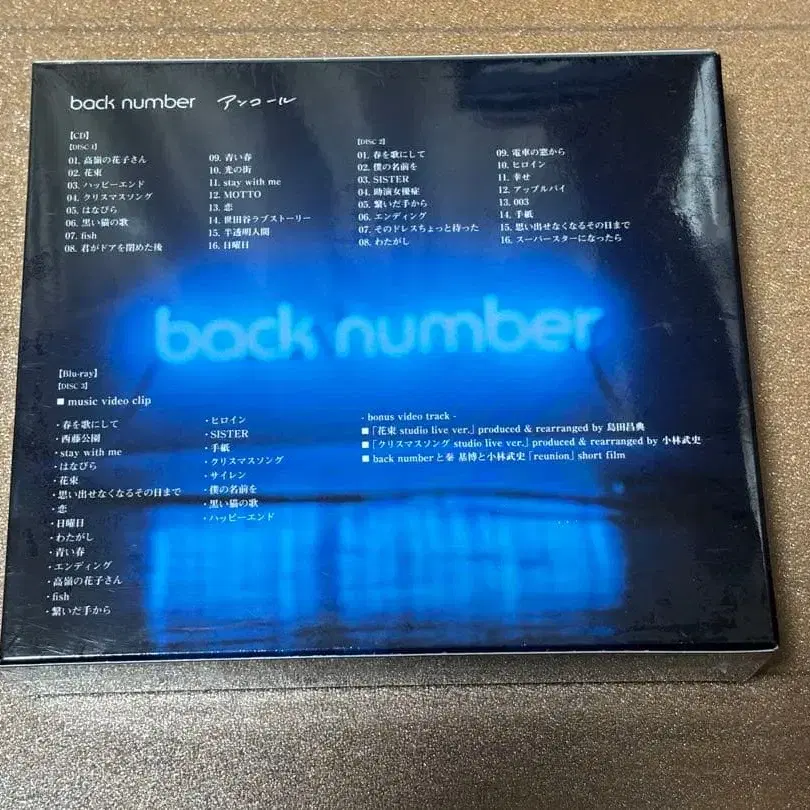 back number アンコール
【CD】
【DISC 1】
01. 高嶺の花子さん
02. 花束
03. ハッピーエンド
04. クリスマスソング
05. はなびら
06. 黒い猫の歌
07. fish
08. 君がドアを閉めた後
09. 青い春
10. 光の街
11. stay with me
12. MOTTO
13. 恋
14. 世田谷ラブストーリー
15. 半透明人間
16. 日曜日
【DISC 2】
01. 春を歌にして
02. 僕の名前を
03. SISTER
04. 助演女優症
05. 繋いだ手から
06. エンディング
07. そのドレスちょっと待った
08. わたがし
09. 電車の窓から
10. ヒロイン
11. 幸せ
12. アップルパイ
13. 003
14. 手紙
15. 思い出せなくなるその日まで
16. スーパースターになったら
back number
【Blu-ray】
【DISC 3】
■ music video clip
・春を歌にして
・西藤公園
・stay with me
・はなびら
・花束
・思い出せなくなるその日まで
・恋
・日曜日
・わたがし
・青い春
・エンディング
・高嶺の花子さん
・fish
・繋いだ手から
・ヒロイン
・SISTER
・手紙
・クリスマスソング
・サイレン
・僕の名前を
・黒い猫の歌
・ハッピーエンド
- bonus video track -
■「花束 studio live ver.」produced & rearranged by 島田昌典
■「クリスマスソング studio live ver.」produced & rearranged by 小林武史
■ back numberと秦 基博と小林武史「reunion」short film